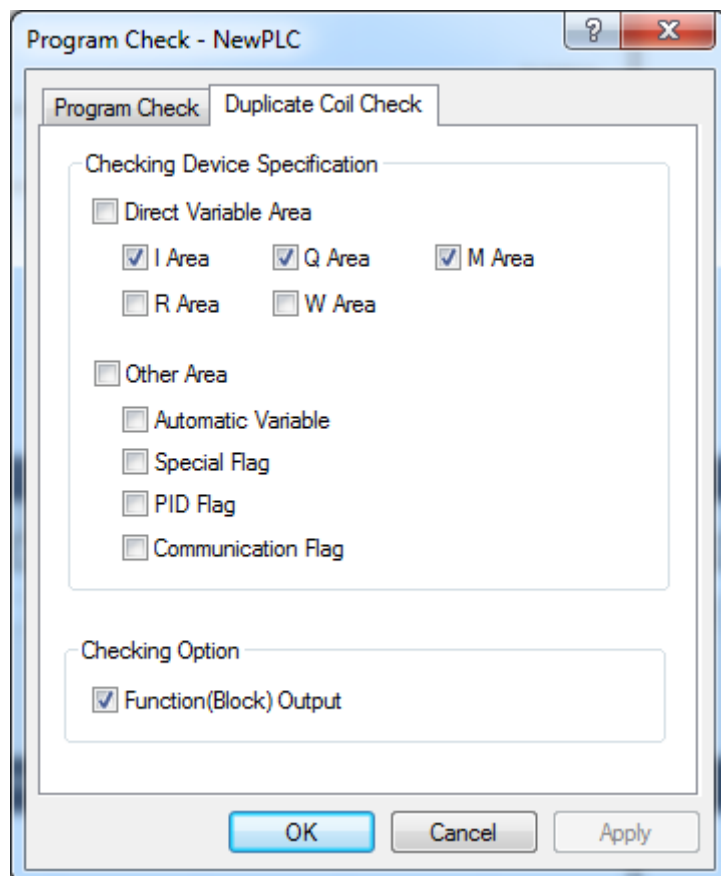 Program Check - NewPLC
Program Check Duplicate Coil Check
Checking Device Specification
Direct Variable Area
I Area Q Area M Area
R Area W Area
Other Area
Automatic Variable
Special Flag
PID Flag
Communication Flag
Checking Option
Function(Block) Output
OK Cancel Apply